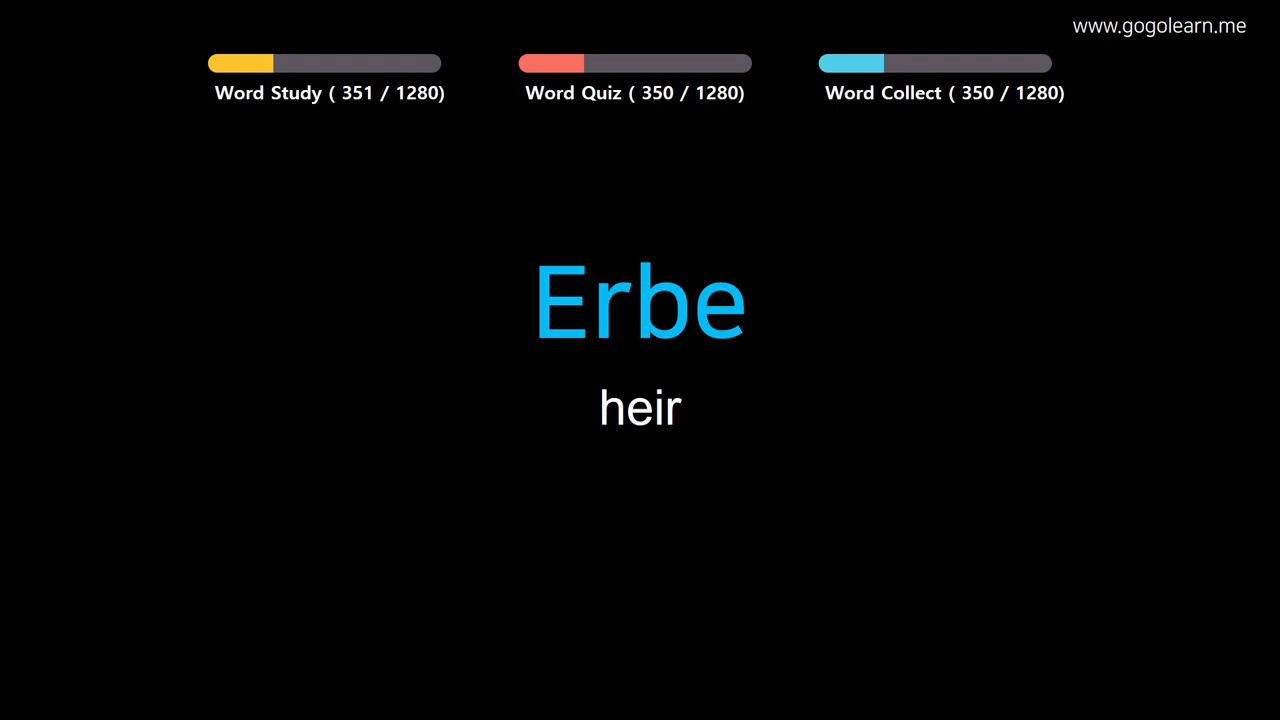 www.gogolearn.me
Word Study ( 351 / 1280)
Word Quiz ( 350 / 1280)
Word Collect ( 350 / 1280)
Erbe
heir